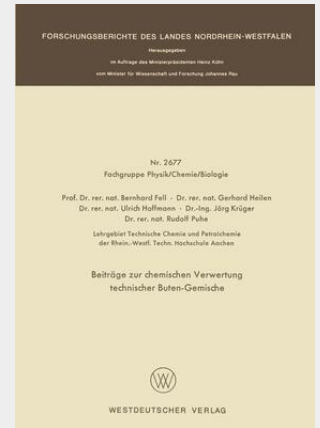 FORSCHUNGSBERICHTE DES LANDES NORDRHEIN-WESTFALEN
Herausgegeben
im Auftrage des Ministerpräsidenten Heinz Kühn
vom Minister für Wissenschaft und Forschung Johannes Rau
Nr. 2677
Fachgruppe Physik/Chemie/Biologie
Prof. Dr. rer. nat. Bernhard Fell · Dr. rer. nat. Gerhard Heilen
Dr. rer. nat. Ulrich Hoffmann · Dr.-Ing. Jörg Krüger
Dr. rer. nat. Rudolf Puhe
Lehrgebiet Technische Chemie und Petrolchemie
der Rhein.-Westf. Techn. Hochschule Aachen
Beiträge zur chemischen Verwertung
technischer Buten-Gemische
WESTDEUTSCHER VERLAG